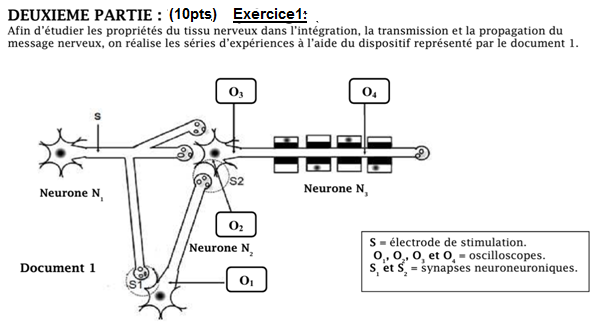 DEUXIEME PARTIE : (10pts) Exercice1:
Afin d'étudier les propriétés du tissu nerveux dans l'intégration, la transmission et la propagation du
message nerveux, on réalise les séries d'expériences à l'aide du dispositif représenté par le document 1.
O₃
O₄
S
S2
Neurone N₁
Neurone N₃
O₂
Neurone N₂
S = électrode de stimulation.
O₁, O₂, O₃ et O₄ = oscilloscopes.
S₁ et S₂ = synapses neuroneuroniques.
Document 1
S1
O₁